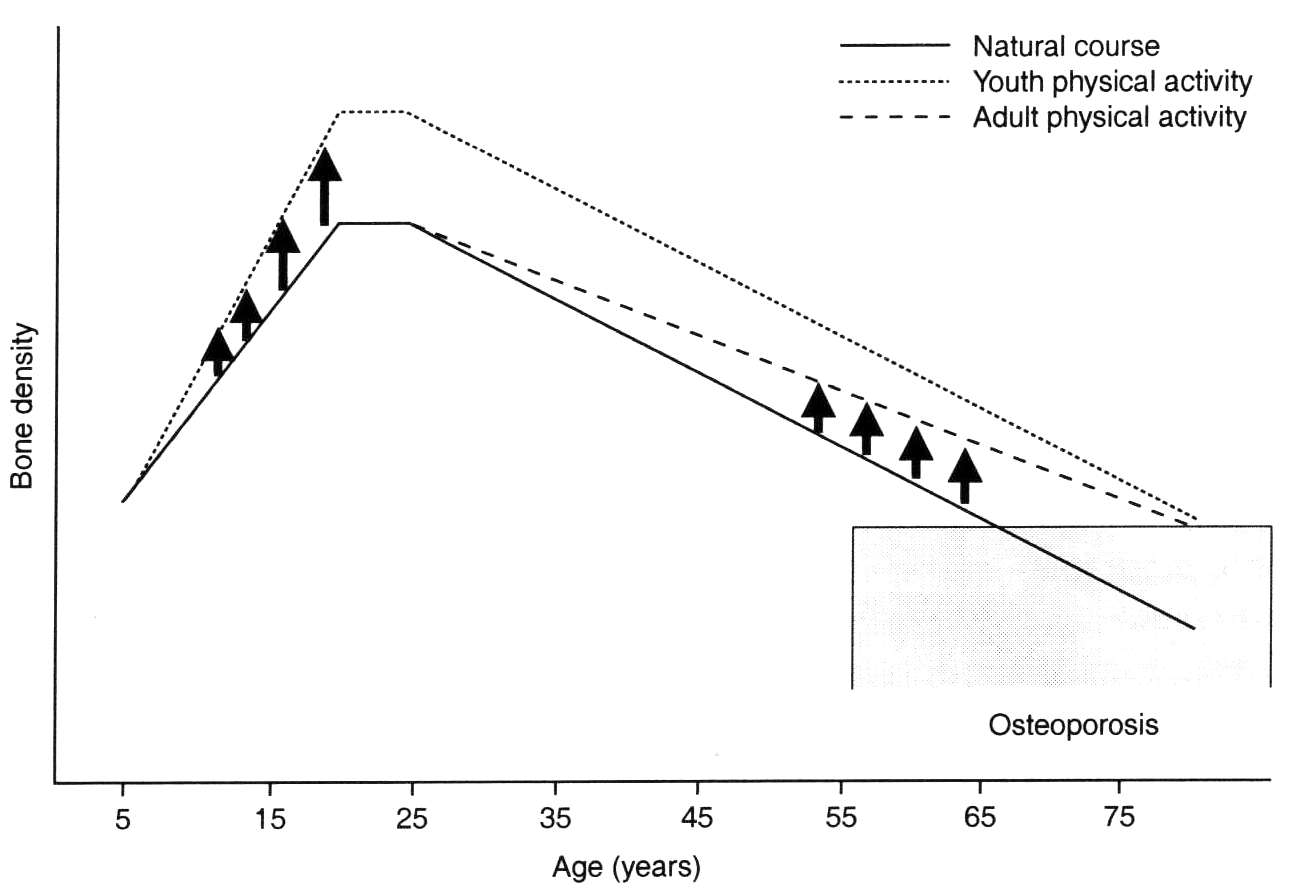 Natural course
Youth physical activity
Adult physical activity
Bone density
Osteoporosis
5 15 25 35 45 55 65 75
Age (years)